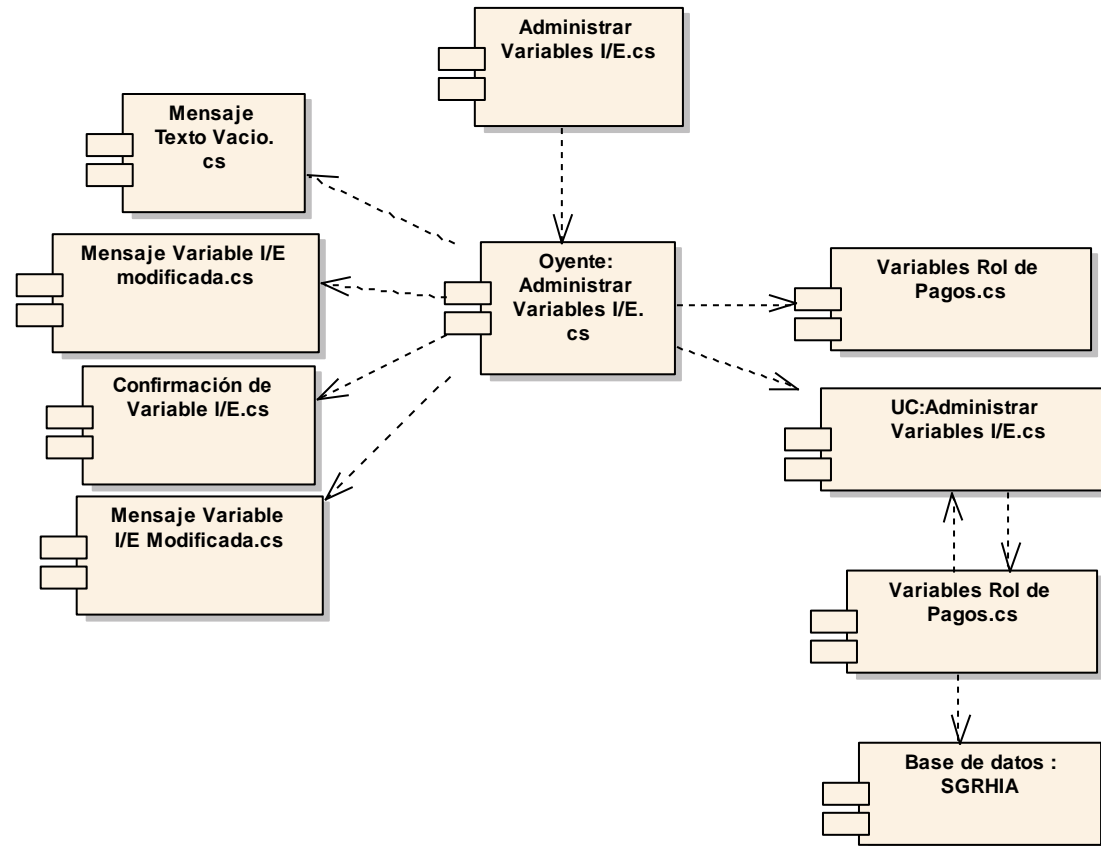 Administrar
Variables I/E.cs
Mensaje
Texto Vacio.
cs
Mensaje Variable I/E
modificada.cs
Oyente:
Administrar
Variables I/E.
cs
Variables Rol de
Pagos.cs
Confirmación de
Variable I/E.cs
UC:Administrar
Variables I/E.cs
Mensaje Variable
I/E Modificada.cs
Variables Rol de
Pagos.cs
Base de datos :
SGRHIA